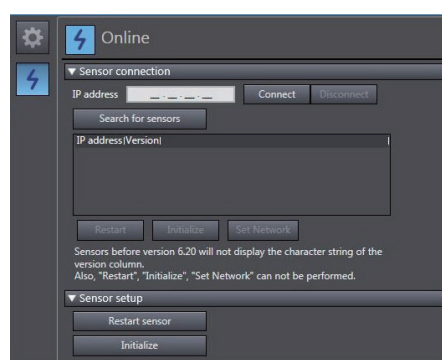 Online
▼ Sensor connection
IP address _._._._ Connect Disconnect
Search for sensors
IP address|Version|
Restart Initialize Set Network
Sensors before version 6.20 will not display the character string of the
version column.
Also, "Restart", "Initialize", "Set Network" can not be performed.
▼ Sensor setup
Restart sensor
Initialize